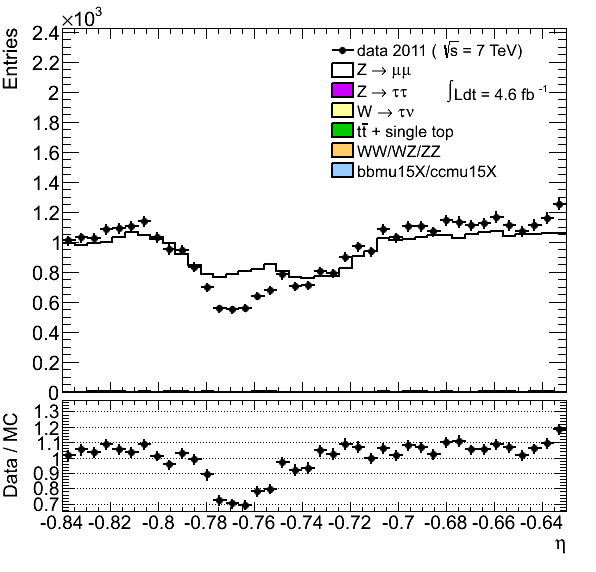 ×10³
Entries
2.4
2.2
2
1.8
1.6
1.4
1.2
1
0.8
0.6
0.4
0.2
0
data 2011 ( √s = 7 TeV)
Z → μμ
Z → ττ
W → τν
tt̄ + single top
WW/WZ/ZZ
bbmu15X/ccmu15X
∫Ldt = 4.6 fb⁻¹
Data / MC
1.3
1.2
1.1
1
0.9
0.8
0.7
-0.84 -0.82 -0.8 -0.78 -0.76 -0.74 -0.72 -0.7 -0.68 -0.66 -0.64
η